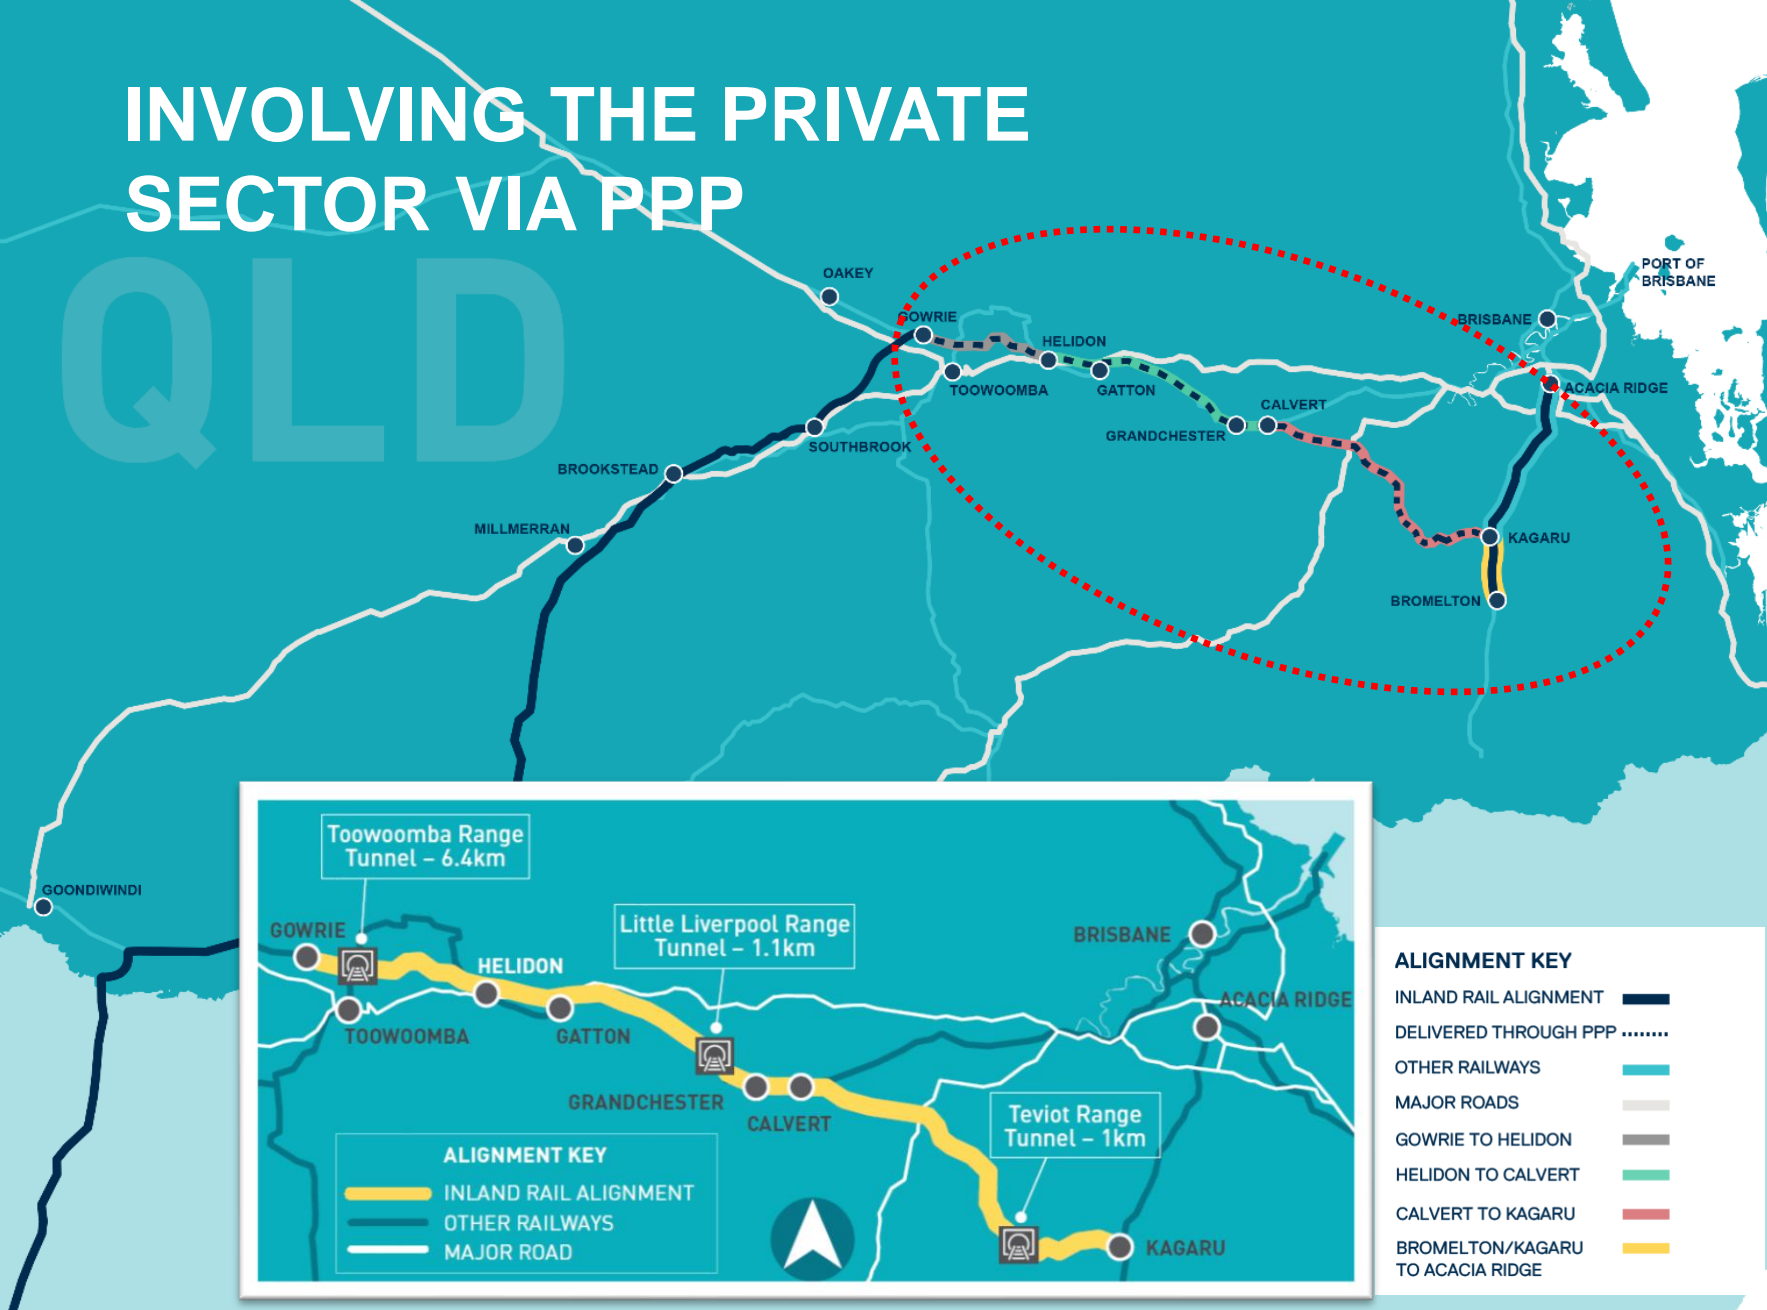 INVOLVING THE PRIVATE
SECTOR VIA PPP
QLD
OAKEY
GOWRIE
HELIDON
TOOWOOMBA
GATTON
CALVERT
GRANDCHESTER
SOUTHBROOK
BROOKSTEAD
MILLMERRAN
GOONDIWINDI
PORT OF
BRISBANE
BRISBANE
ACACIA RIDGE
KAGARU
BROMELTON
Toowoomba Range
Tunnel – 6.4km
Little Liverpool Range
Tunnel – 1.1km
Teviot Range
Tunnel – 1km
GOWRIE
HELIDON
TOOWOOMBA
GATTON
GRANDCHESTER
CALVERT
BRISBANE
ACACIA RIDGE
KAGARU
ALIGNMENT KEY
INLAND RAIL ALIGNMENT
OTHER RAILWAYS
MAJOR ROAD
ALIGNMENT KEY
INLAND RAIL ALIGNMENT
DELIVERED THROUGH PPP
OTHER RAILWAYS
MAJOR ROADS
GOWRIE TO HELIDON
HELIDON TO CALVERT
CALVERT TO KAGARU
BROMELTON/KAGARU
TO ACACIA RIDGE